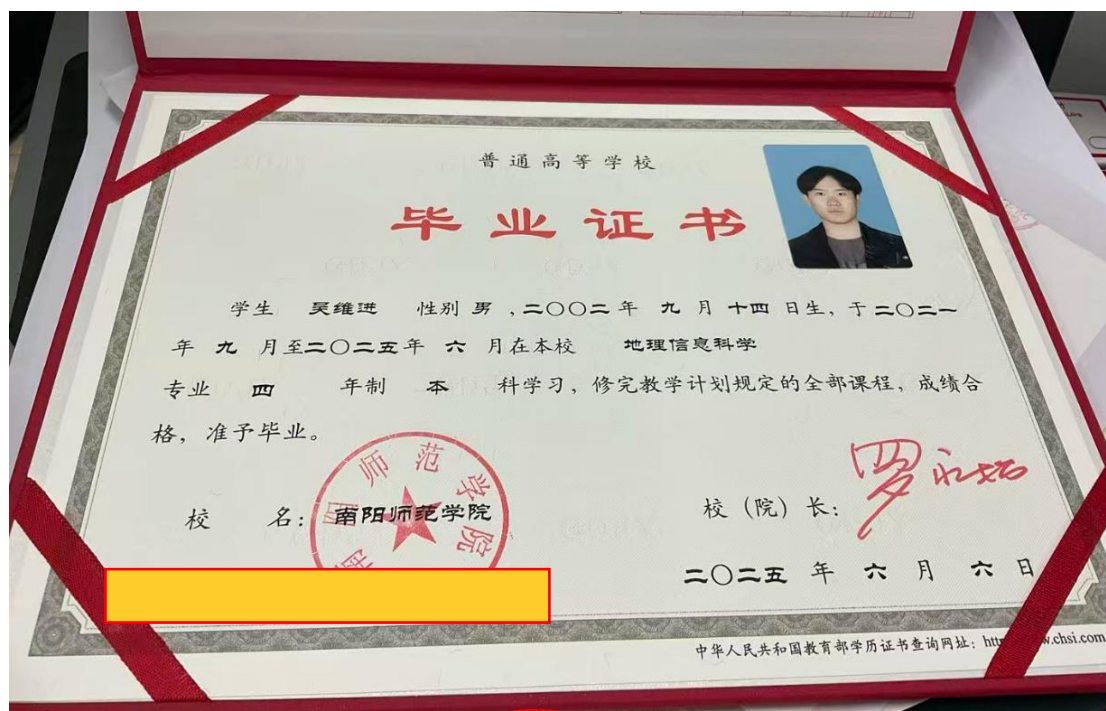 普通高等学校
毕业证书
学生 吴维进 性别 男 ,二〇〇二年 九 月 十四 日生, 于二〇二一
年 九 月至二〇二五年 六 月在本校 地理信息科学
专业 四 年制 本 科学习, 修完教学计划规定的全部课程, 成绩合
格, 准予毕业。
校 名: 南阳师范学院
校 (院) 长:
二〇二五 年 六 月 六 日
中华人民共和国教育部学历证书查询网址: htt w.chsi.com